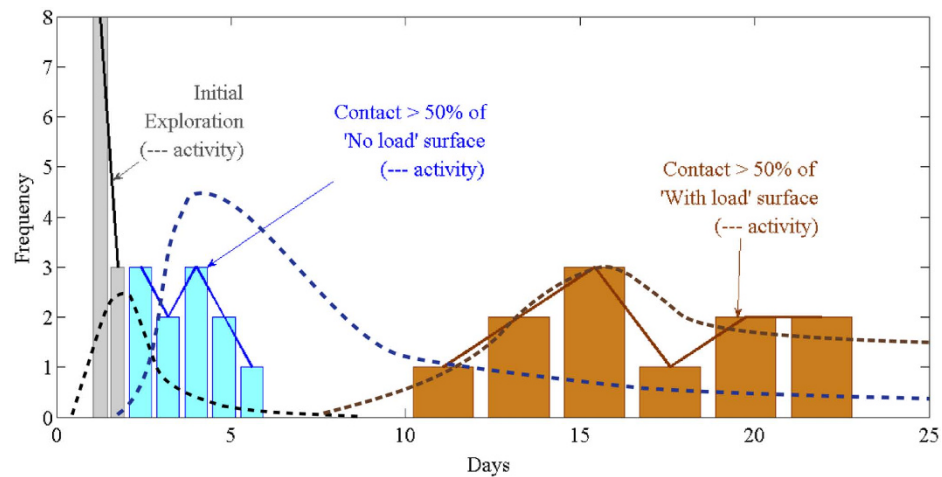 8
7
6
5
4
3
2
1
0
Frequency
Initial
Exploration
(--- activity)
Contact > 50% of
'No load' surface
(--- activity)
Contact > 50% of
'With load' surface
(--- activity)
0 5 10 15 20 25
Days